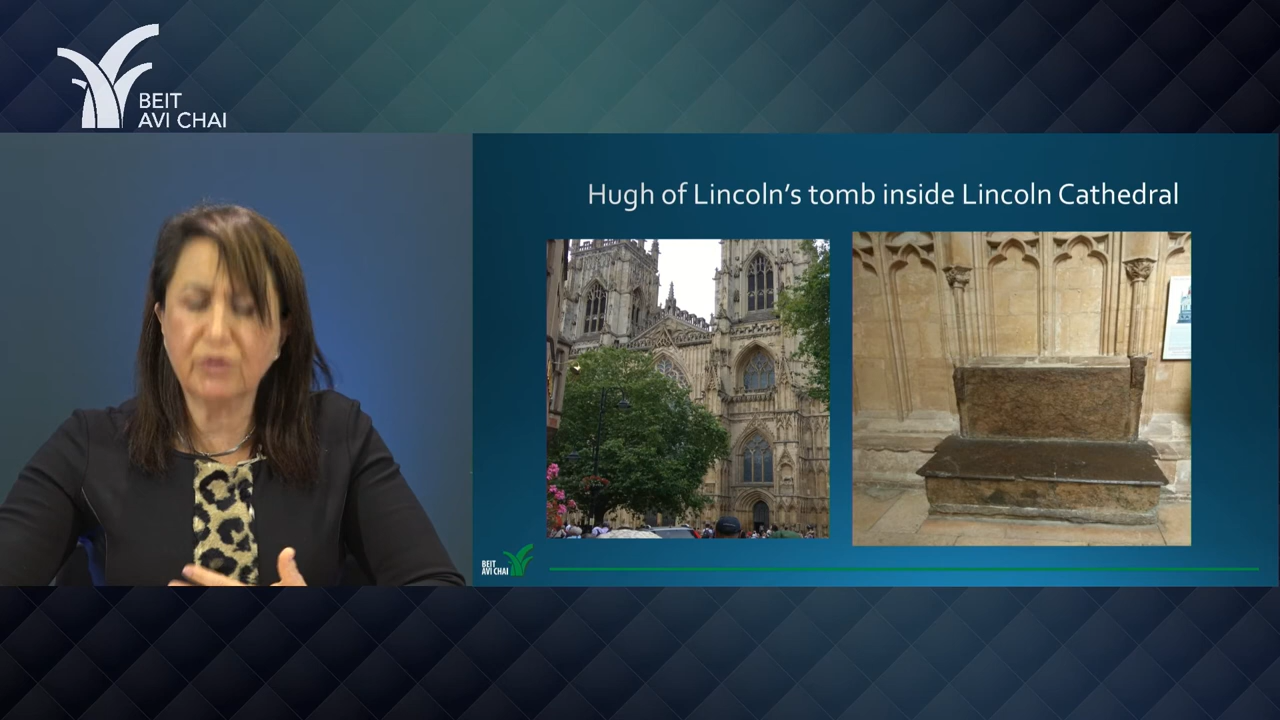 BEIT
AVI CHAI
Hugh of Lincoln's tomb inside Lincoln Cathedral
BEIT
AVI CHAI